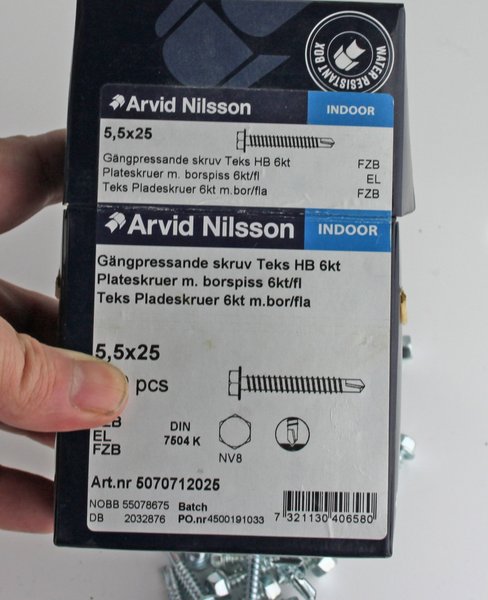 WATER RESISTANT BOX
Arvid Nilsson INDOOR
5,5x25
Gängpressande skruv Teks HB 6kt FZB
Plateskruer m. borspiss 6kt/fl EL
Teks Pladeskruer 6kt m.bor/fla FZB
Arvid Nilsson INDOOR
Gängpressande skruv Teks HB 6kt
Plateskruer m. borspiss 6kt/fl
Teks Pladeskruer 6kt m.bor/fla
5,5x25
pcs
FZB
EL
FZB
DIN
7504 K
NV8
Art.nr 5070712025
NOBB 55078675 Batch
DB 2032876 PO.nr4500191033
7 321130 406580